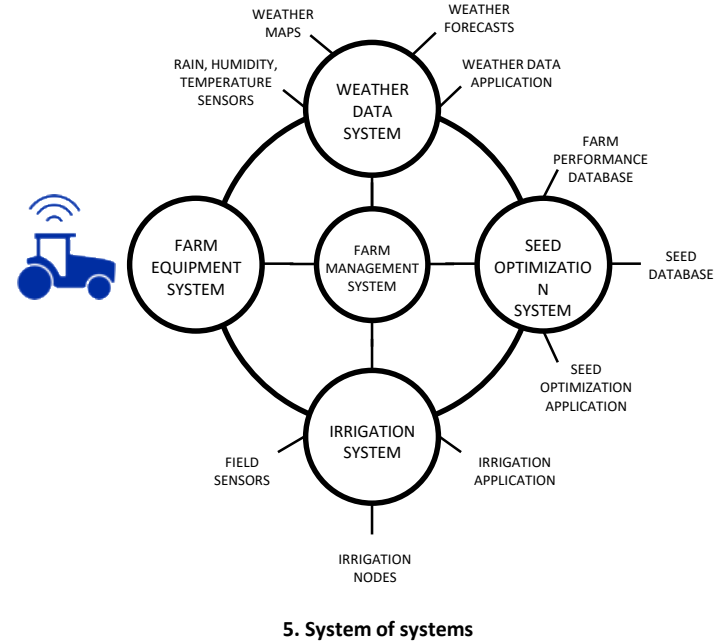 WEATHER
MAPS
WEATHER
FORECASTS
RAIN, HUMIDITY,
TEMPERATURE
SENSORS
WEATHER
DATA
SYSTEM
WEATHER DATA
APPLICATION
FARM
PERFORMANCE
DATABASE
FARM
EQUIPMENT
SYSTEM
FARM
MANAGEMENT
SYSTEM
SEED
OPTIMIZATIO
N
SYSTEM
SEED
DATABASE
SEED
OPTIMIZATION
APPLICATION
IRRIGATION
SYSTEM
FIELD
SENSORS
IRRIGATION
APPLICATION
IRRIGATION
NODES
5. System of systems